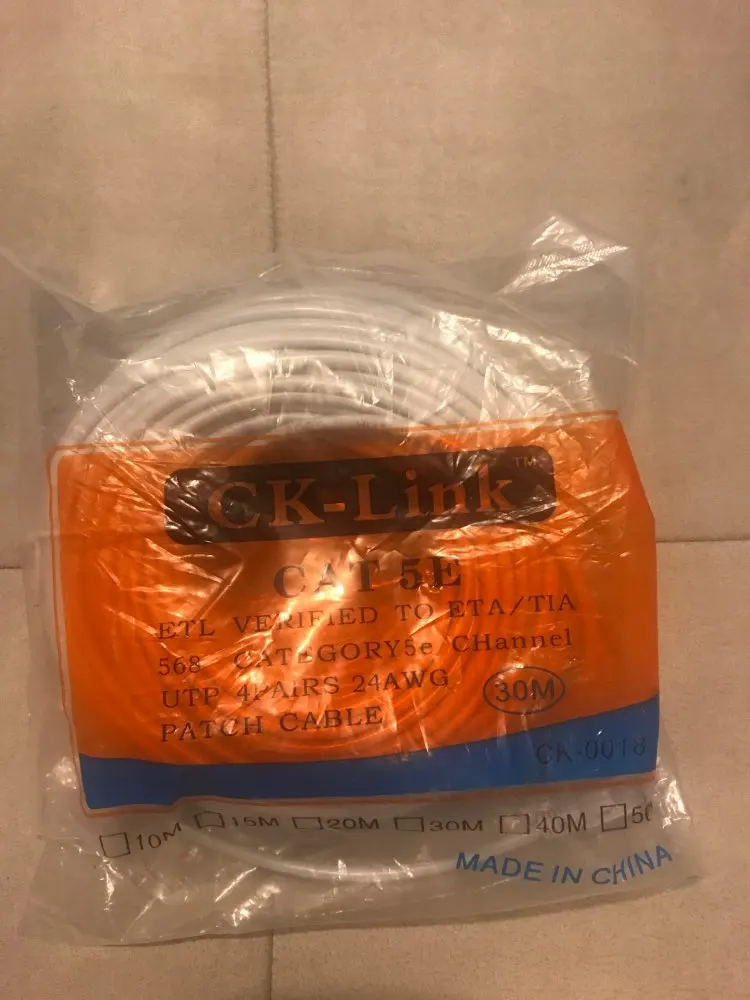 CK-Link™
CAT 5E
ETL VERIFIED TO ETA/TIA
568 CATEGORY5e CHannel
UTP 4PAIRS 24AWG
30M
PATCH CABLE
CK-0018
10M 15M 20M 30M 40M 50
MADE IN CHINA